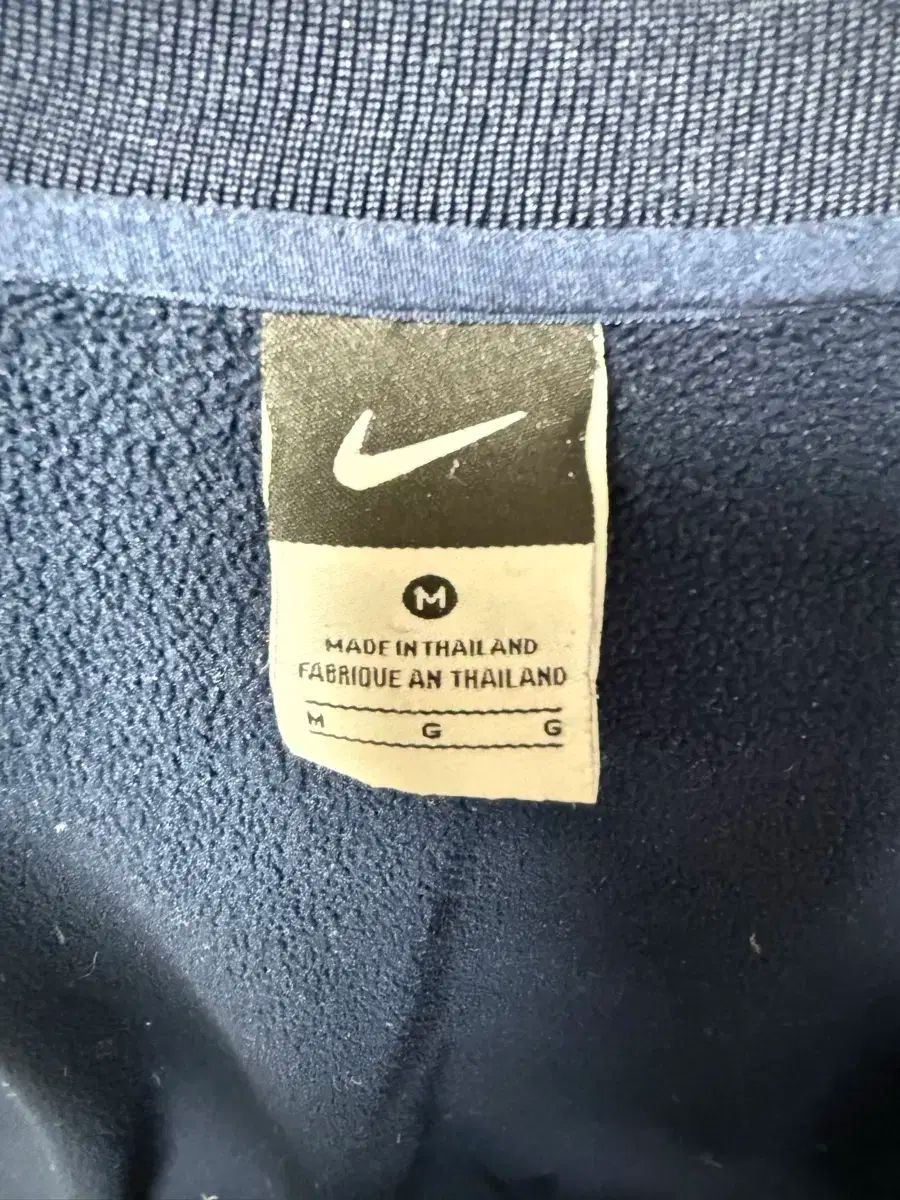 M
MADE IN THAILAND
FABRIQUE AN THAILAND
M G G